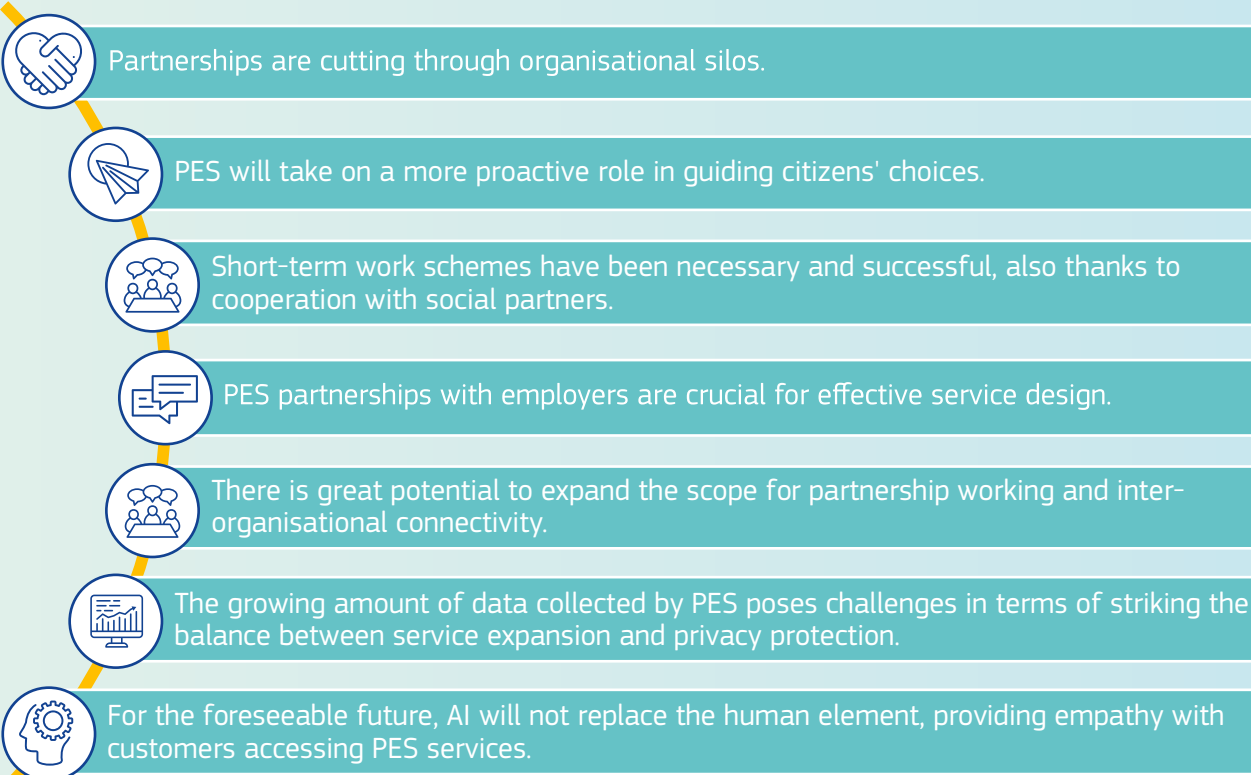 Partnerships are cutting through organisational silos.
PES will take on a more proactive role in guiding citizens' choices.
Short-term work schemes have been necessary and successful, also thanks to
cooperation with social partners.
PES partnerships with employers are crucial for effective service design.
There is great potential to expand the scope for partnership working and inter-
organisational connectivity.
The growing amount of data collected by PES poses challenges in terms of striking the
balance between service expansion and privacy protection.
For the foreseeable future, AI will not replace the human element, providing empathy with
customers accessing PES services.